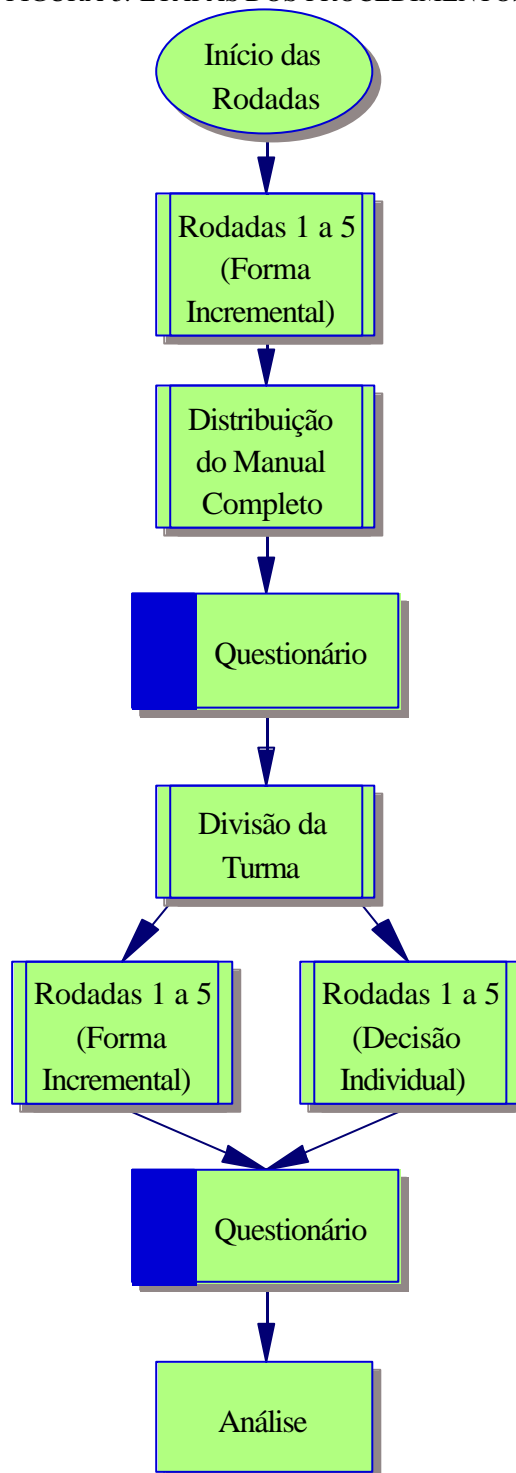 Início das
Rodadas
Rodadas 1 a 5
(Forma
Incremental)
Distribuição
do Manual
Completo
Questionário
Divisão da
Turma
Rodadas 1 a 5
(Forma
Incremental)
Rodadas 1 a 5
(Decisão
Individual)
Questionário
Análise